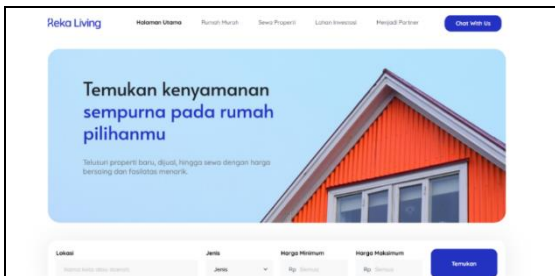 Reka Living
Halaman Utama
Rumah Murah
Sewa Properti
Lahan Investasi
Menjadi Partner
Chat With Us
Temukan kenyamanan
sempurna pada rumah
pilihanmu
Telusuri properti baru, dijual, hingga sewa dengan harga
bersaing dan fasilitas menarik.
Lokasi
Jenis
Harga Minimum
Harga Maksimum
Jenis
Rp Semua
Rp Semua
Temukan